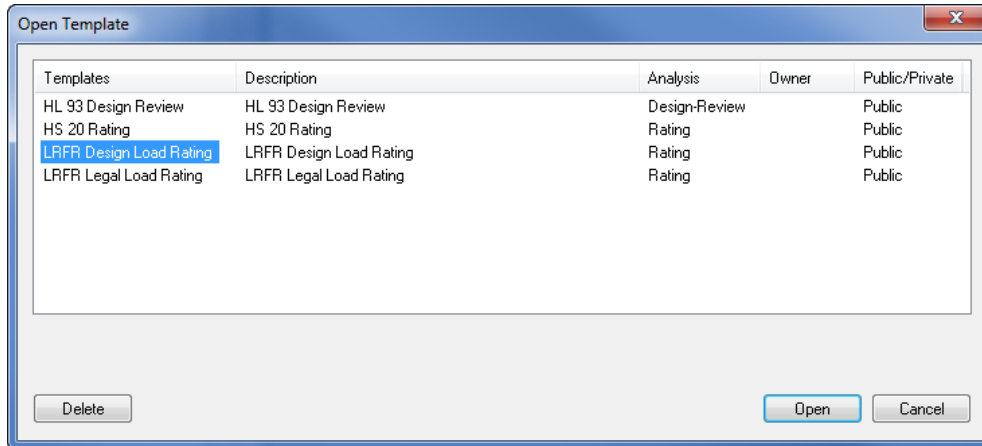 Open Template
Templates Description Analysis Owner Public/Private
HL 93 Design Review HL 93 Design Review Design-Review Public
HS 20 Rating HS 20 Rating Rating Public
LRFR Design Load Rating LRFR Design Load Rating Rating Public
LRFR Legal Load Rating LRFR Legal Load Rating Rating Public
Delete Open Cancel